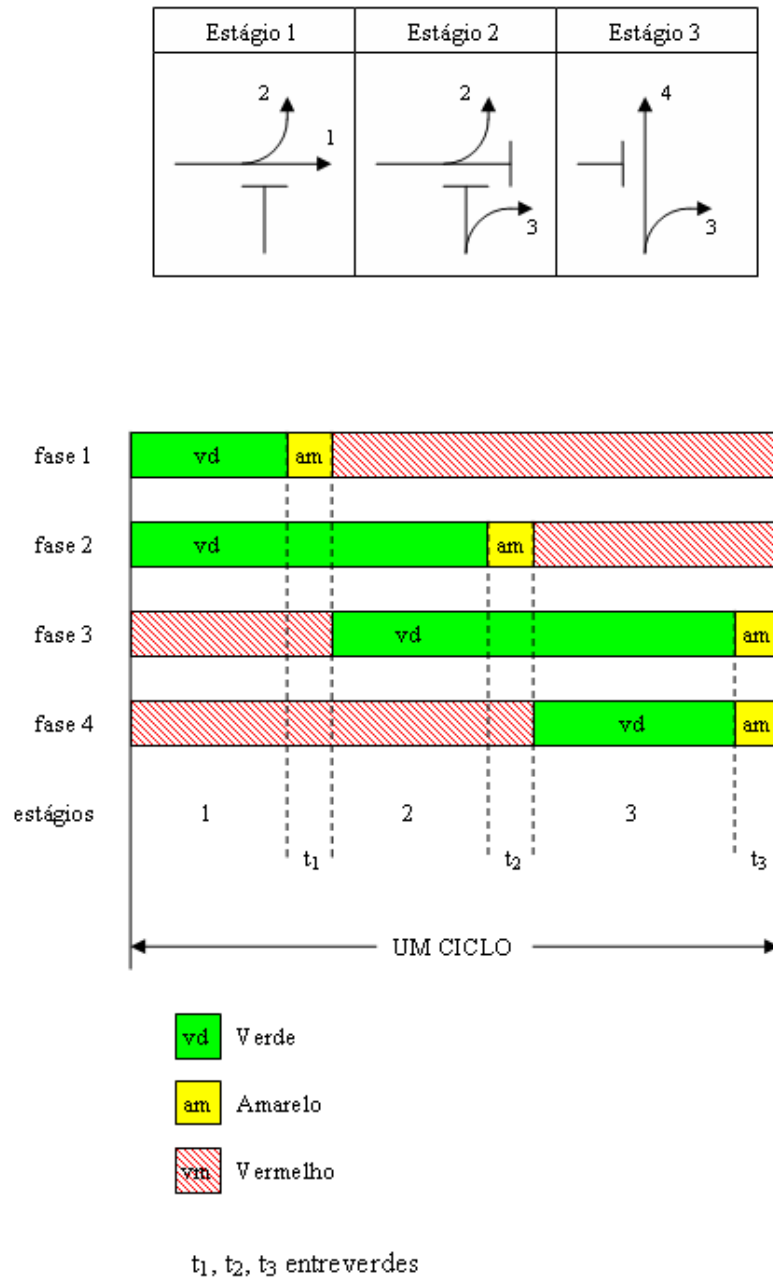 Estágio 1 Estágio 2 Estágio 3
2 2 4
1
3 3
fase 1 vd am
fase 2 vd am
fase 3 vd am
fase 4 vd am
estágios 1 2 3
t₁ t₂ t₃
UM CICLO
vd Verde
am Amarelo
vm Vermelho
t₁, t₂, t₃ entreverdes